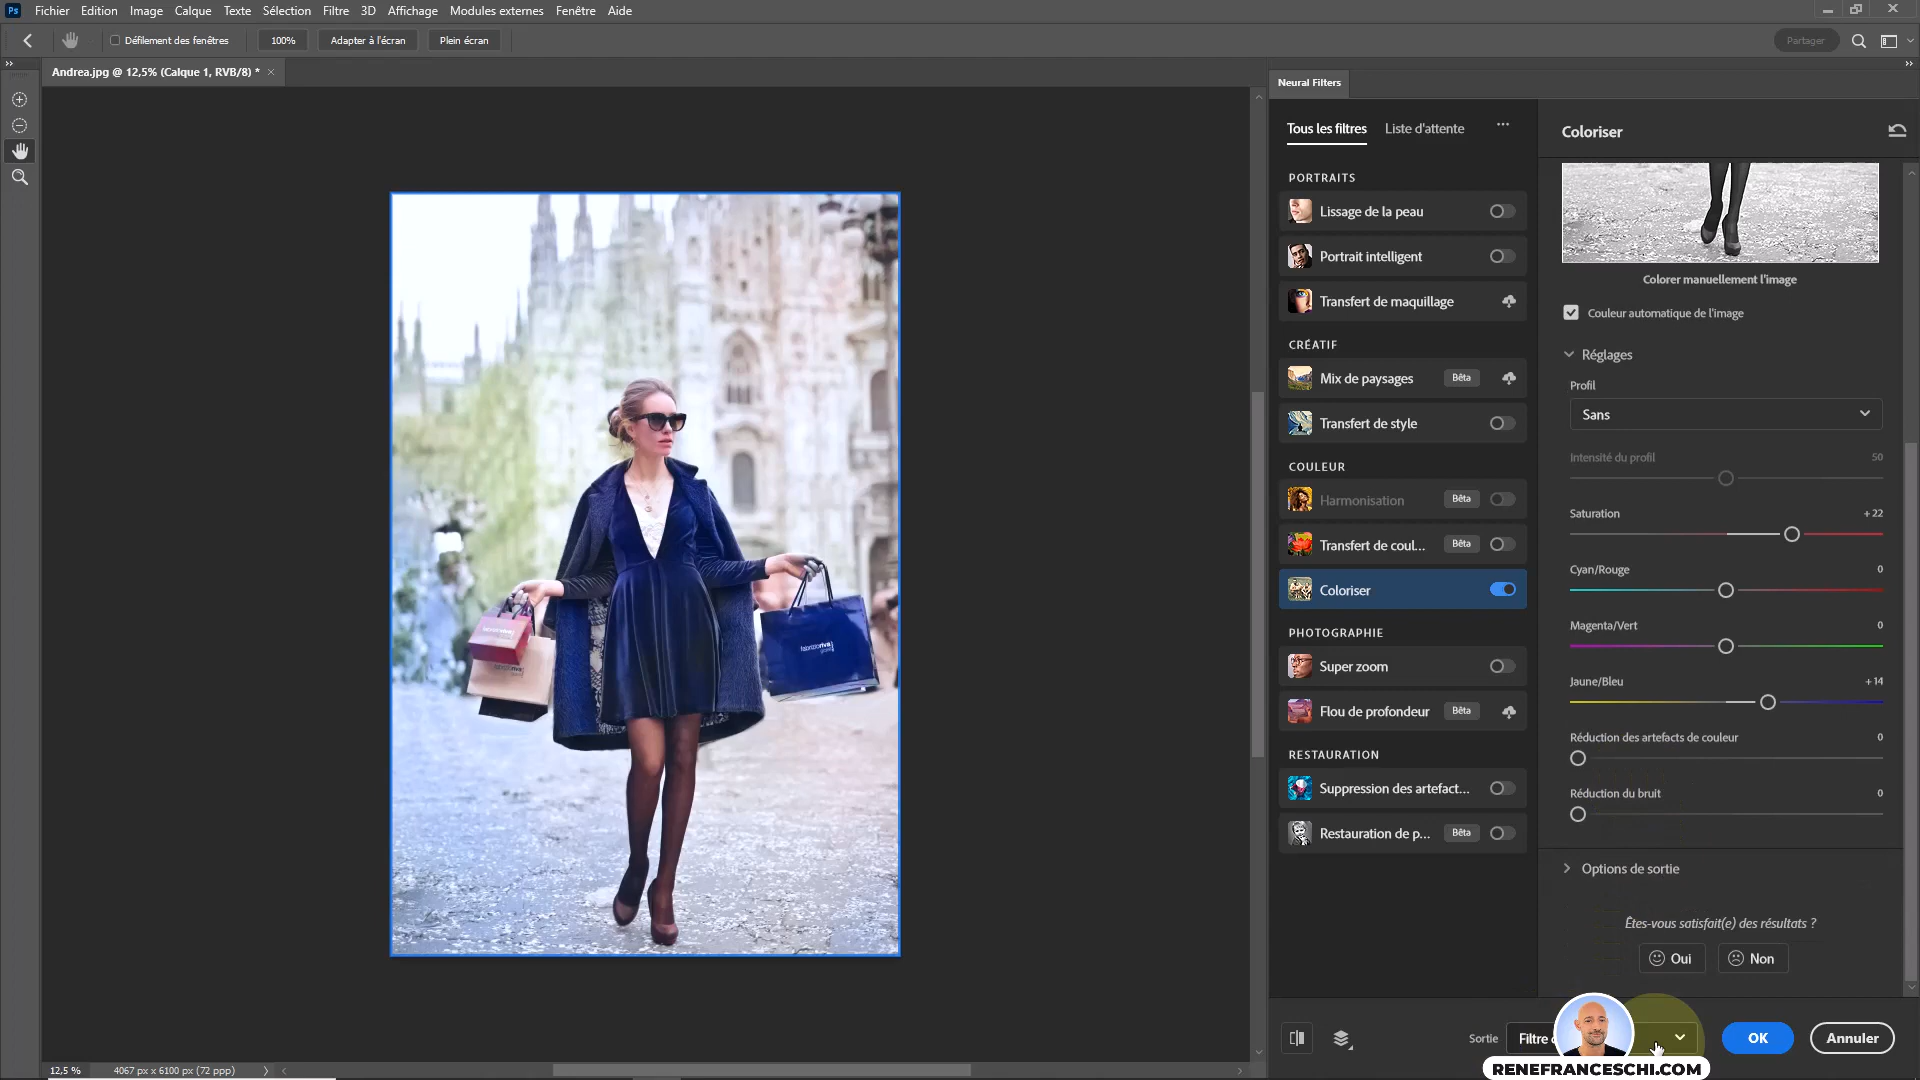 Ps Fichier Edition Image Calque Texte Sélection Filtre 3D Affichage Modules externes Fenêtre Aide
Défilement des fenêtres 100% Adapter à l'écran Plein écran Partager
Andrea.jpg @ 12,5% (Calque 1, RVB/8) *
Neural Filters
Tous les filtres Liste d'attente ...
PORTRAITS
Lissage de la peau
Portrait intelligent
Transfert de maquillage
CRÉATIF
Mix de paysages Bêta
Transfert de style
COULEUR
Harmonisation Bêta
Transfert de coul... Bêta
Coloriser
PHOTOGRAPHIE
Super zoom
Flou de profondeur Bêta
RESTAURATION
Suppression des artefact...
Restauration de p... Bêta
Coloriser
Colorer manuellement l'image
Couleur automatique de l'image
Réglages
Profil
Sans
Intensité du profil 50
Saturation +22
Cyan/Rouge 0
Magenta/Vert 0
Jaune/Bleu +14
Réduction des artefacts de couleur 0
Réduction du bruit 0
Options de sortie
Êtes-vous satisfait(e) des résultats ?
Oui Non
Sortie Filtre OK Annuler
RENEFRANCESCHI.COM
12,5 % 4067 px x 6100 px (72 ppp)